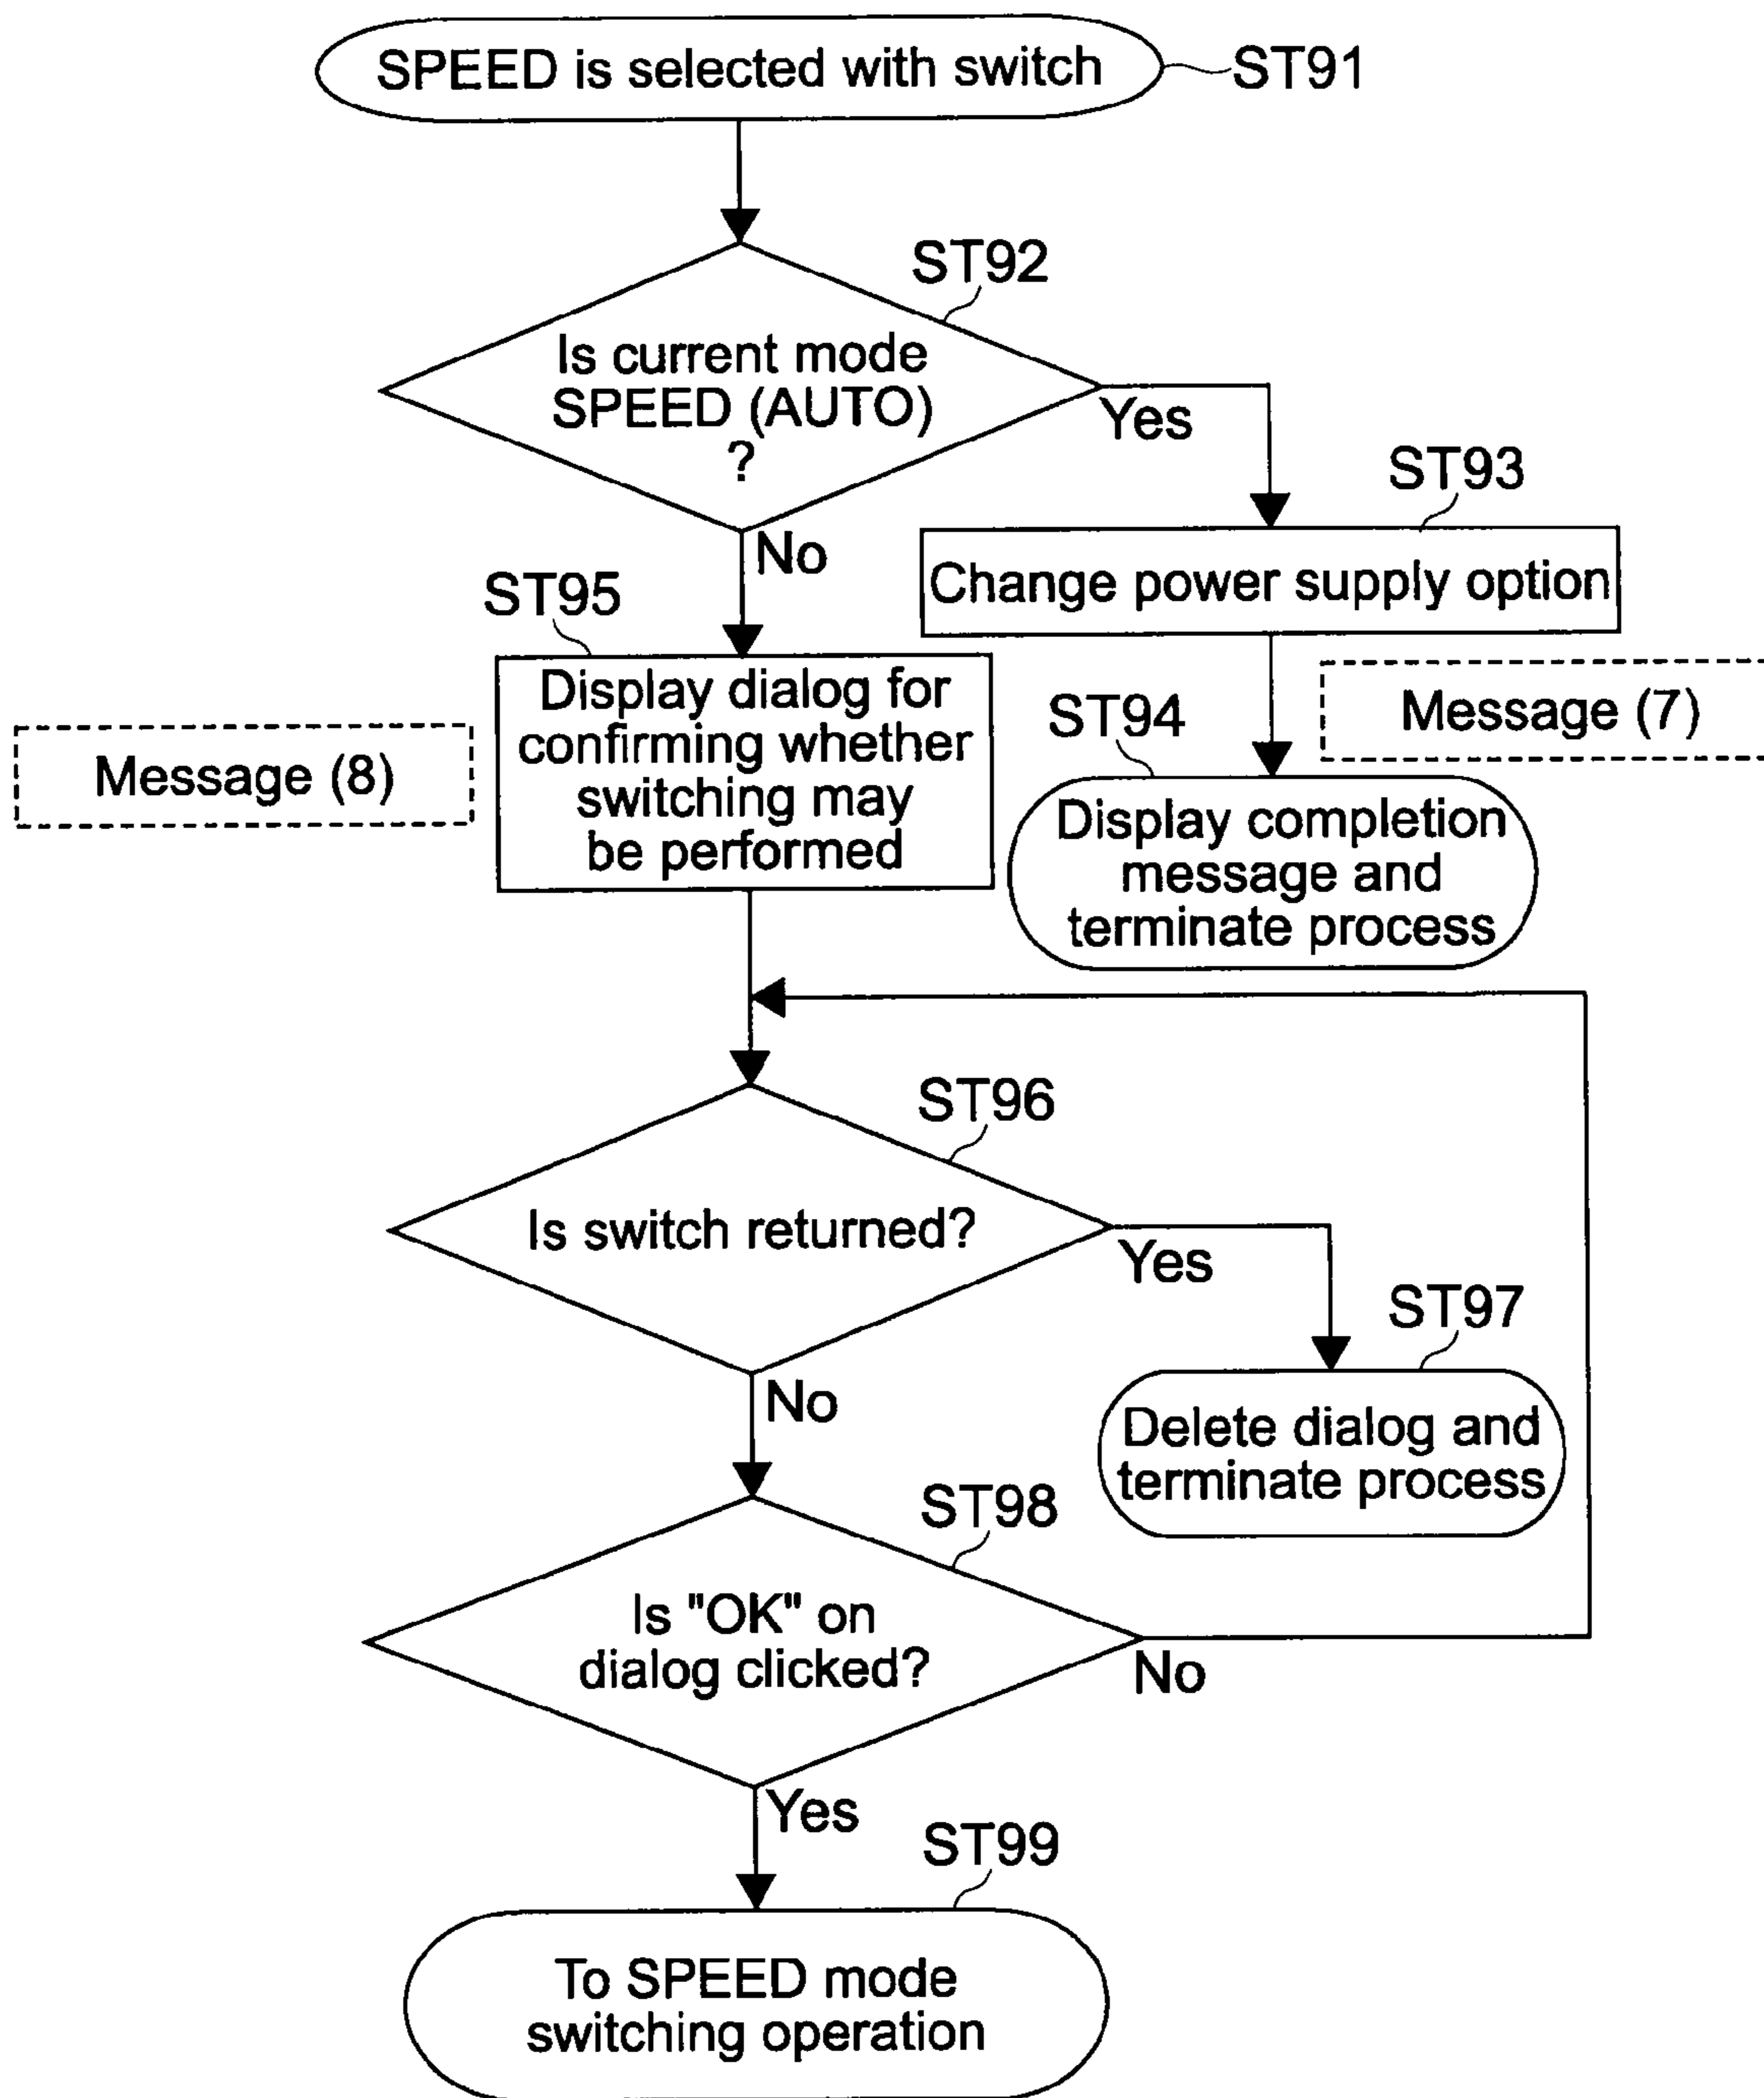 SPEED is selected with switch
ST91
ST92
Is current mode
SPEED (AUTO)
?
Yes
No
ST93
Change power supply option
ST95
Display dialog for
confirming whether
switching may
be performed
Message (8)
Message (7)
ST94
Display completion
message and
terminate process
ST96
Is switch returned?
Yes
No
ST97
Delete dialog and
terminate process
ST98
Is "OK" on
dialog clicked?
No
Yes
ST99
To SPEED mode
switching operation